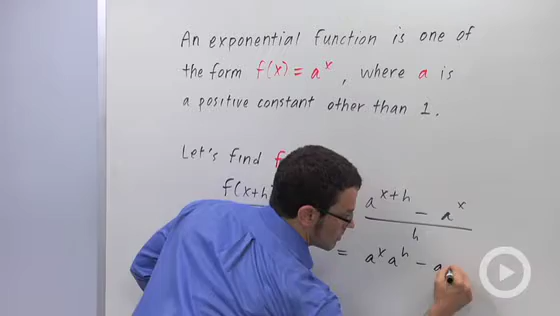 An exponential function is one of
the form f(x) = a^x, where a is
a positive constant other than 1.
Let's find f
f(x+h) a^(x+h) - a^x
h
= a^x a^h - a